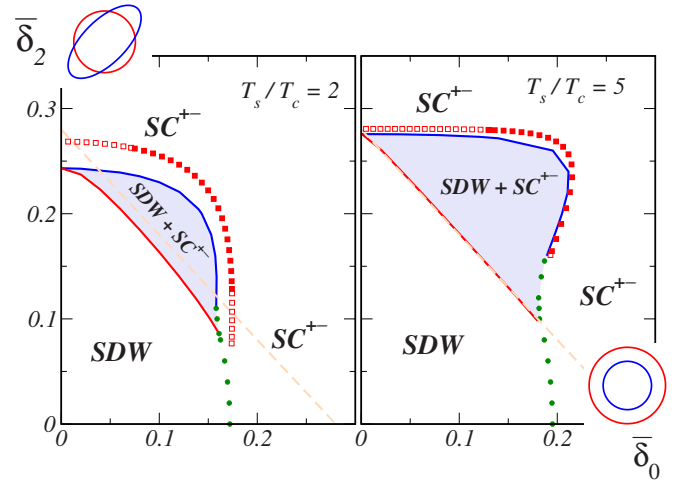 δ̅₂
T_s / T_c = 2
T_s / T_c = 5
SC⁺⁻
SC⁺⁻
0.3
SDW + SC⁺⁻
SDW + SC⁺⁻
0.2
SC⁺⁻
SC⁺⁻
0.1
SDW
SDW
0
0
0.1
0.2
0
0.1
0.2
δ̅₀